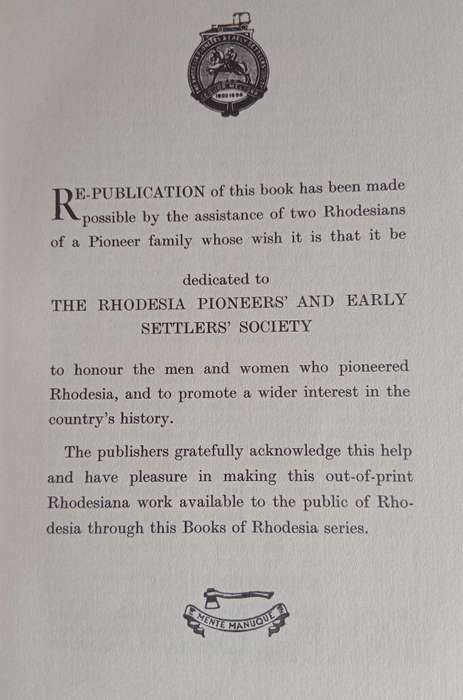 RE-PUBLICATION of this book has been made
possible by the assistance of two Rhodesians
of a Pioneer family whose wish it is that it be
dedicated to
THE RHODESIA PIONEERS' AND EARLY
SETTLERS' SOCIETY
to honour the men and women who pioneered
Rhodesia, and to promote a wider interest in the
country's history.
The publishers gratefully acknowledge this help
and have pleasure in making this out-of-print
Rhodesiana work available to the public of Rho-
desia through this Books of Rhodesia series.
MENTE MANUQUE